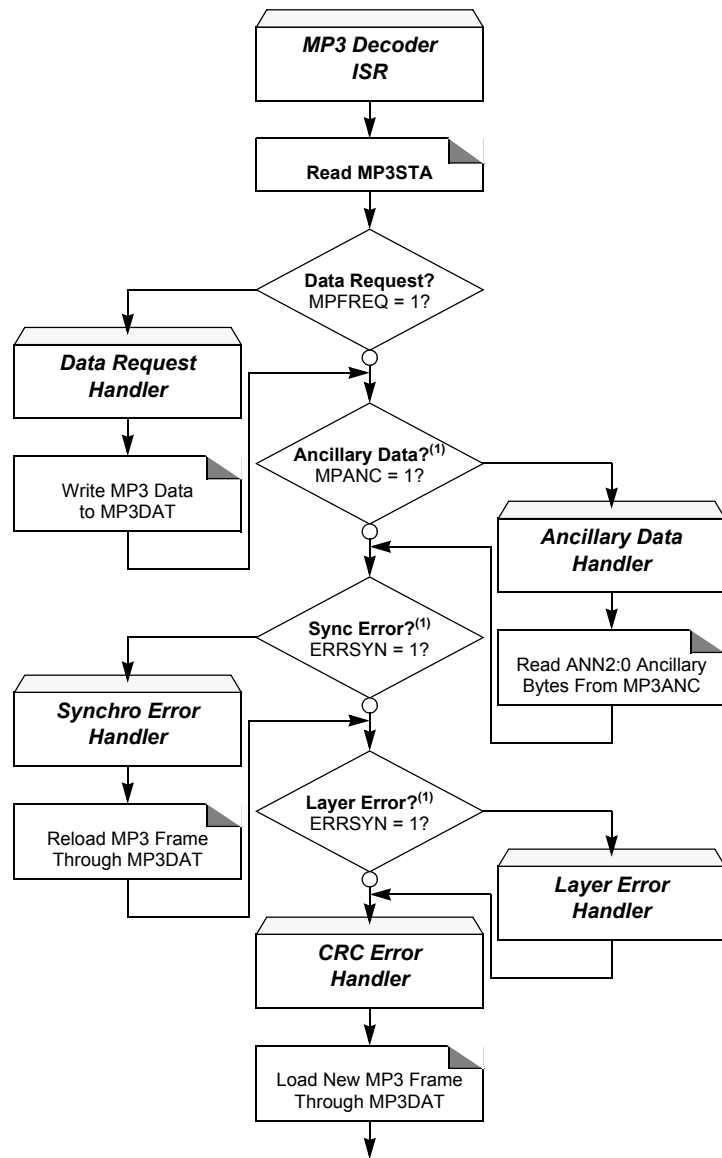 MP3 Decoder
ISR
Read MP3STA
Data Request?
MPFREQ = 1?
Data Request
Handler
Write MP3 Data
to MP3DAT
Ancillary Data?(1)
MPANC = 1?
Ancillary Data
Handler
Read ANN2:0 Ancillary
Bytes From MP3ANC
Sync Error?(1)
ERRSYN = 1?
Synchro Error
Handler
Reload MP3 Frame
Through MP3DAT
Layer Error?(1)
ERRSYN = 1?
Layer Error
Handler
CRC Error
Handler
Load New MP3 Frame
Through MP3DAT